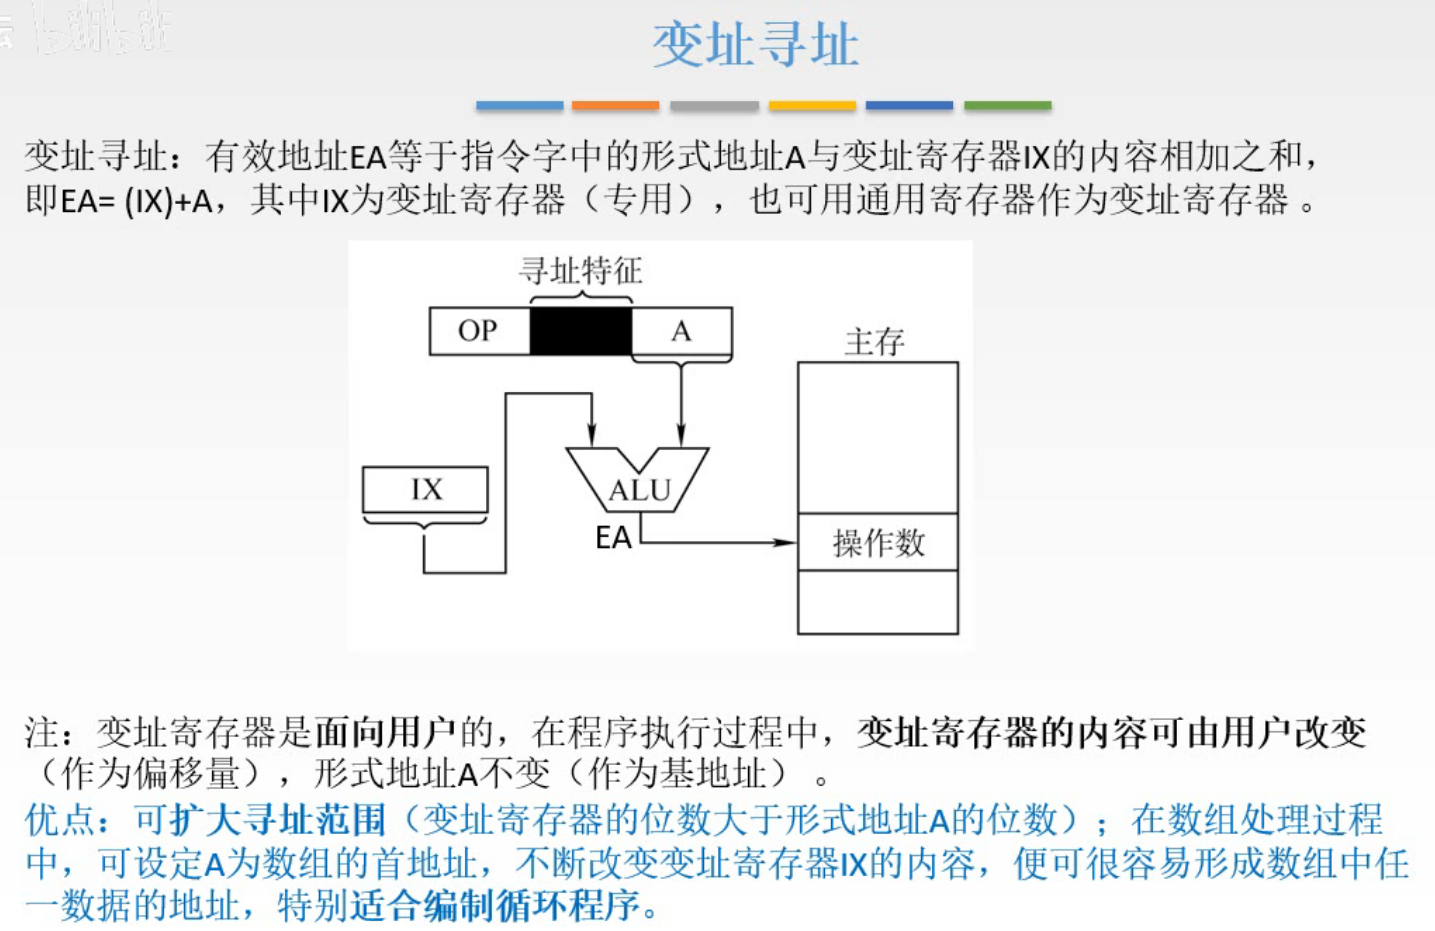 bilibili
变址寻址
变址寻址：有效地址EA等于指令字中的形式地址A与变址寄存器IX的内容相加之和，
即EA= (IX)+A，其中IX为变址寄存器（专用），也可用通用寄存器作为变址寄存器 。
寻址特征
OP
A
主存
IX
ALU
EA
操作数
注：变址寄存器是面向用户的，在程序执行过程中，变址寄存器的内容可由用户改变
（作为偏移量），形式地址A不变（作为基地址） 。
优点：可扩大寻址范围（变址寄存器的位数大于形式地址A的位数）；在数组处理过程
中，可设定A为数组的首地址，不断改变变址寄存器IX的内容，便可很容易形成数组中任
一数据的地址，特别适合编制循环程序。